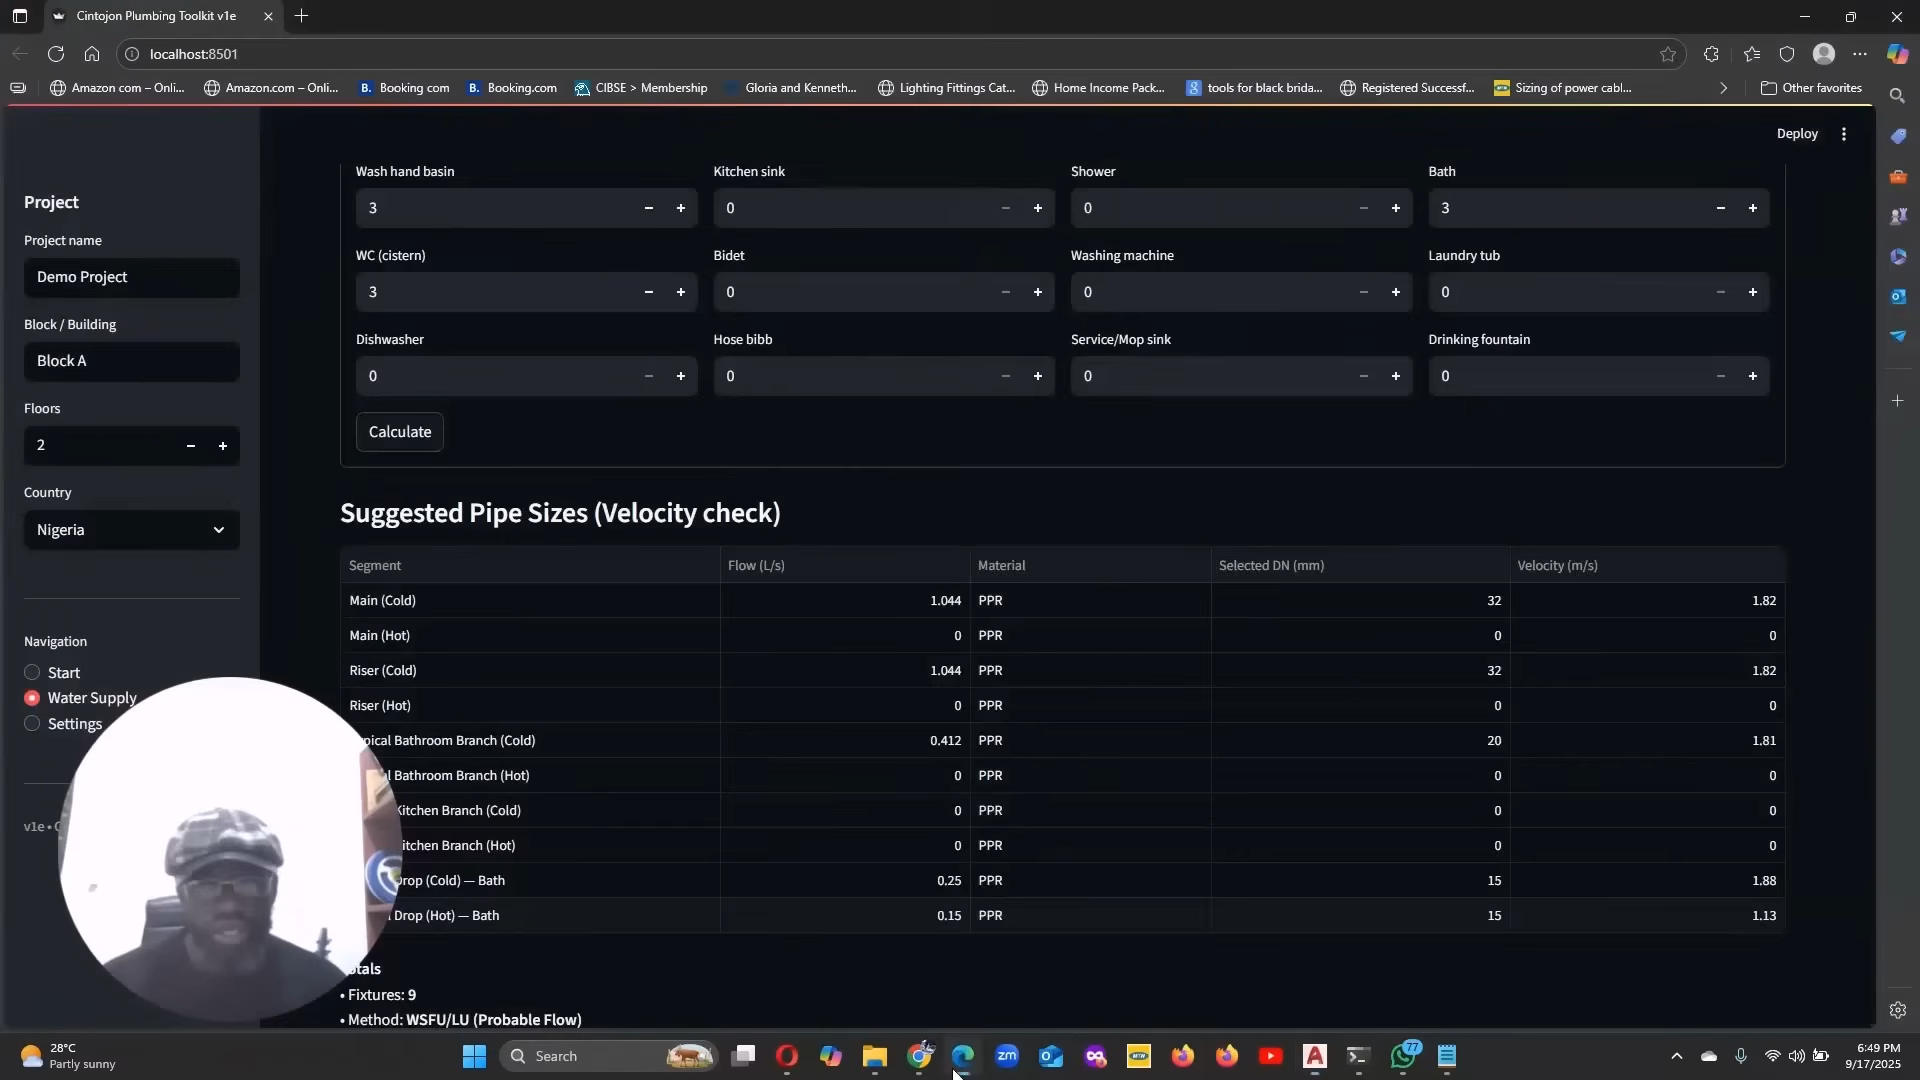 Cintojon Plumbing Toolkit v1e
localhost:8501
Amazon com – Onli...
Amazon.com – Onli...
Booking com
Booking.com
CIBSE > Membership
Gloria and Kenneth...
Lighting Fittings Cat...
Home Income Pack...
tools for black brida...
Registered Successf...
Sizing of power cabl...
Other favorites
Deploy
Project
Project name
Demo Project
Block / Building
Block A
Floors
2
Country
Nigeria
Navigation
Start
Water Supply
Settings
v1e •
Wash hand basin Kitchen sink Shower Bath
3 0 0 3
WC (cistern) Bidet Washing machine Laundry tub
3 0 0 0
Dishwasher Hose bibb Service/Mop sink Drinking fountain
0 0 0 0
Calculate
Suggested Pipe Sizes (Velocity check)
Segment Flow (L/s) Material Selected DN (mm) Velocity (m/s)
Main (Cold) 1.044 PPR 32 1.82
Main (Hot) 0 PPR 0 0
Riser (Cold) 1.044 PPR 32 1.82
Riser (Hot) 0 PPR 0 0
pical Bathroom Branch (Cold) 0.412 PPR 20 1.81
Bathroom Branch (Hot) 0 PPR 0 0
Kitchen Branch (Cold) 0 PPR 0 0
itchen Branch (Hot) 0 PPR 0 0
Drop (Cold) — Bath 0.25 PPR 15 1.88
Drop (Hot) — Bath 0.15 PPR 15 1.13
otals
• Fixtures: 9
• Method: WSFU/LU (Probable Flow)
28°C
Partly sunny
Search
zm
77
6:49 PM
9/17/2025